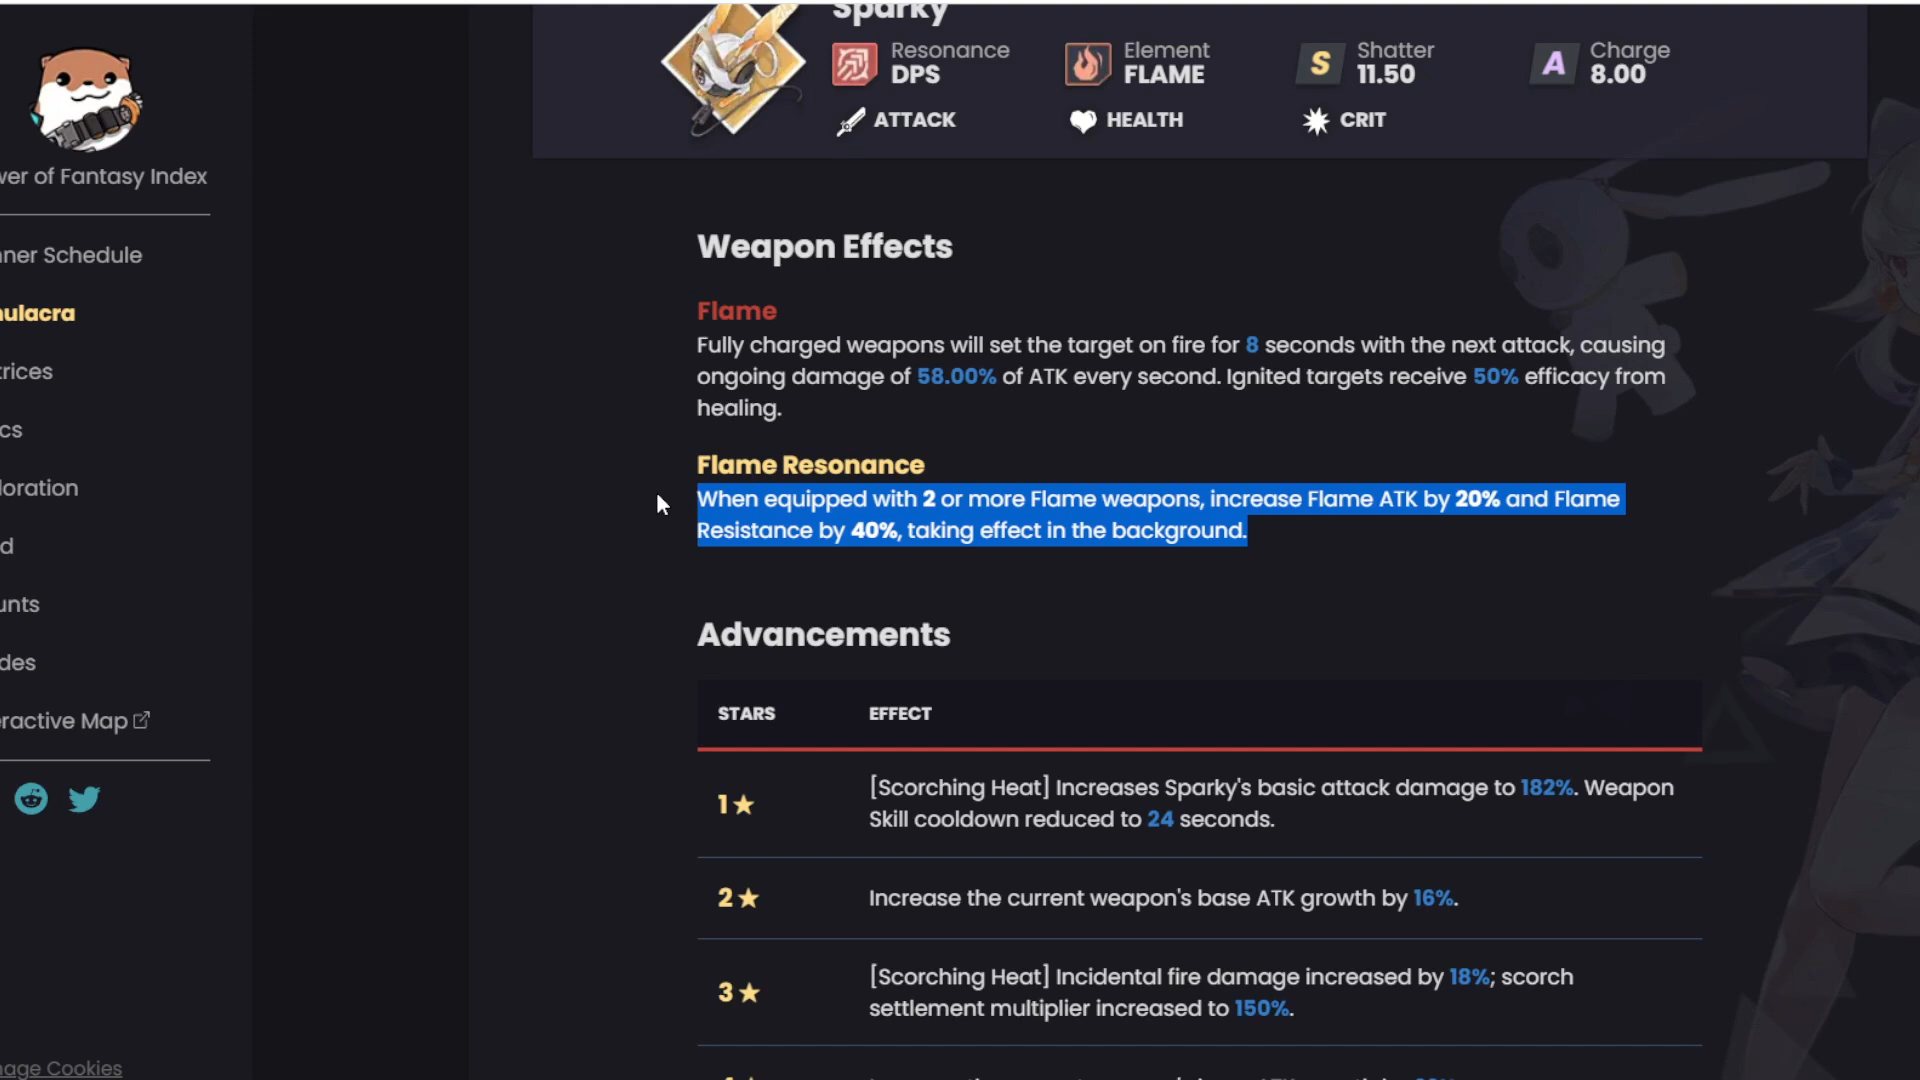 Sparky
Resonance
DPS
Element
FLAME
S
Shatter
11.50
A
Charge
8.00
ATTACK
HEALTH
CRIT
wer of Fantasy Index
nner Schedule
nulacra
trices
cs
loration
d
unts
des
eractive Map
nage Cookies
Weapon Effects
Flame
Fully charged weapons will set the target on fire for 8 seconds with the next attack, causing
ongoing damage of 58.00% of ATK every second. Ignited targets receive 50% efficacy from
healing.
Flame Resonance
When equipped with 2 or more Flame weapons, increase Flame ATK by 20% and Flame
Resistance by 40%, taking effect in the background.
Advancements
STARS EFFECT
1★
[Scorching Heat] Increases Sparky's basic attack damage to 182%. Weapon
Skill cooldown reduced to 24 seconds.
2★
Increase the current weapon's base ATK growth by 16%.
3★
[Scorching Heat] Incidental fire damage increased by 18%; scorch
settlement multiplier increased to 150%.